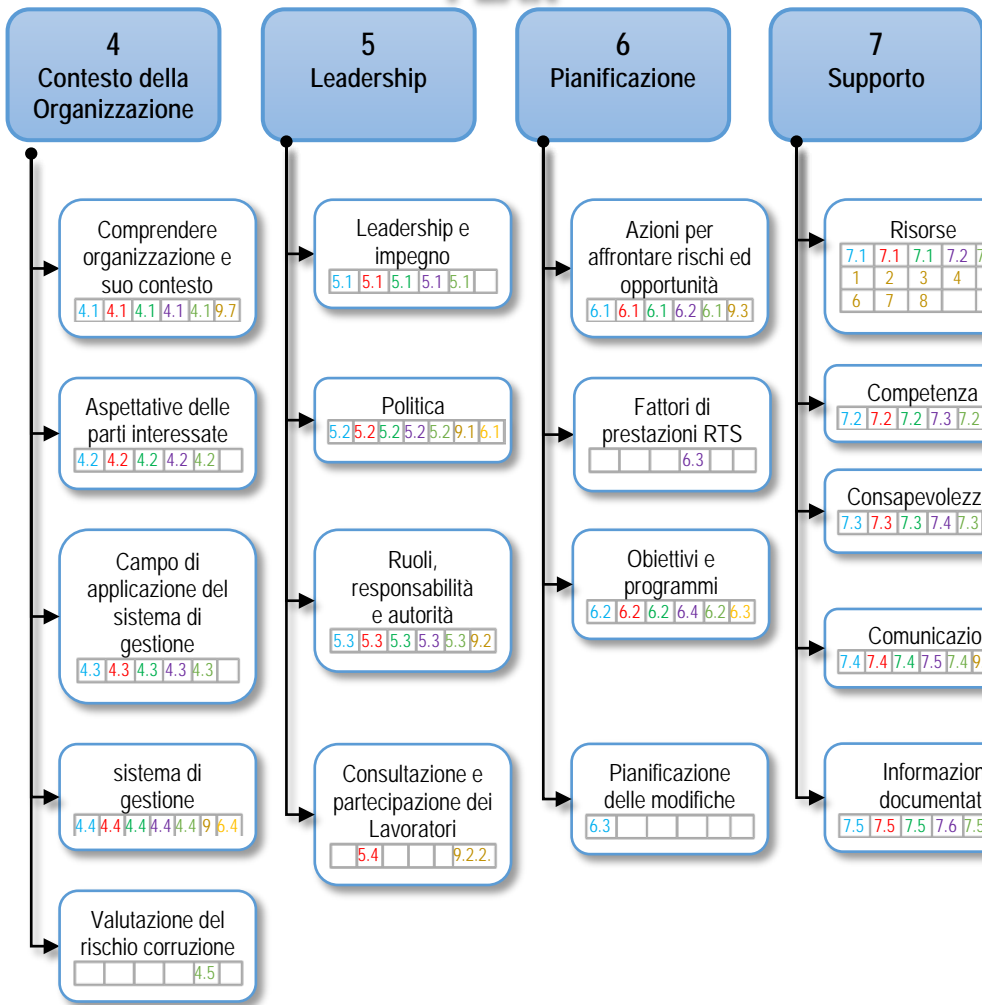 4
Contesto della
Organizzazione
Comprendere
organizzazione e
suo contesto
4.1 4.1 4.1 4.1 4.1 9.7
Aspettative delle
parti interessate
4.2 4.2 4.2 4.2 4.2
Campo di
applicazione del
sistema di
gestione
4.3 4.3 4.3 4.3 4.3
sistema di
gestione
4.4 4.4 4.4 4.4 4.4 9 6.4
Valutazione del
rischio corruzione
4.5
5
Leadership
Leadership e
impegno
5.1 5.1 5.1 5.1 5.1
Politica
5.2 5.2 5.2 5.2 5.2 9.1 6.1
Ruoli,
responsabilità
e autorità
5.3 5.3 5.3 5.3 5.3 9.2
Consultazione e
partecipazione dei
Lavoratori
5.4 9.2.2.
6
Pianificazione
Azioni per
affrontare rischi ed
opportunità
6.1 6.1 6.1 6.2 6.1 9.3
Fattori di
prestazioni RTS
6.3
Obiettivi e
programmi
6.2 6.2 6.2 6.4 6.2 6.3
Pianificazione
delle modifiche
6.3
7
Supporto
Risorse
7.1 7.1 7.1 7.2
1 2 3 4
6 7 8
Competenza
7.2 7.2 7.2 7.3 7.2
Consapevolezz
7.3 7.3 7.3 7.4 7.3
Comunicazio
7.4 7.4 7.4 7.5 7.4 9
Informazion
documentat
7.5 7.5 7.5 7.6 7.5